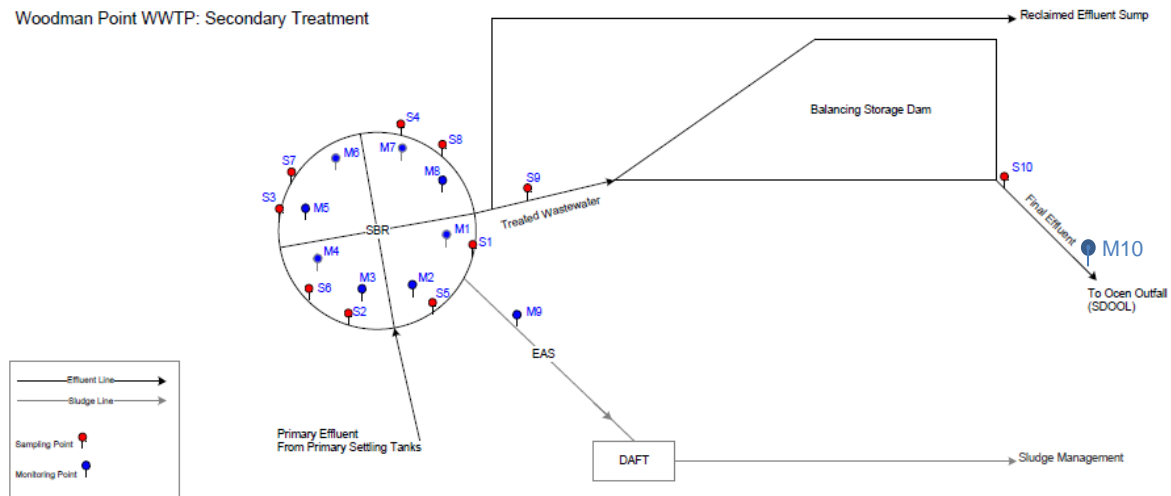 Woodman Point WWTP: Secondary Treatment
Reclaimed Effluent Sump
Balancing Storage Dam
S4
S8
M7
M6
S7
M8
S9
S10
S3
M5
Treated Wastewater
SBR
M1
S1
Final Effluent
M10
M4
M3
M2
S6
S2
S5
M9
To Ocen Outfall
(SDOOL)
EAS
Effluent Line
Sludge Line
Sampling Point
Monitoring Point
Primary Effluent
From Primary Settling Tanks
DAFT
Sludge Management